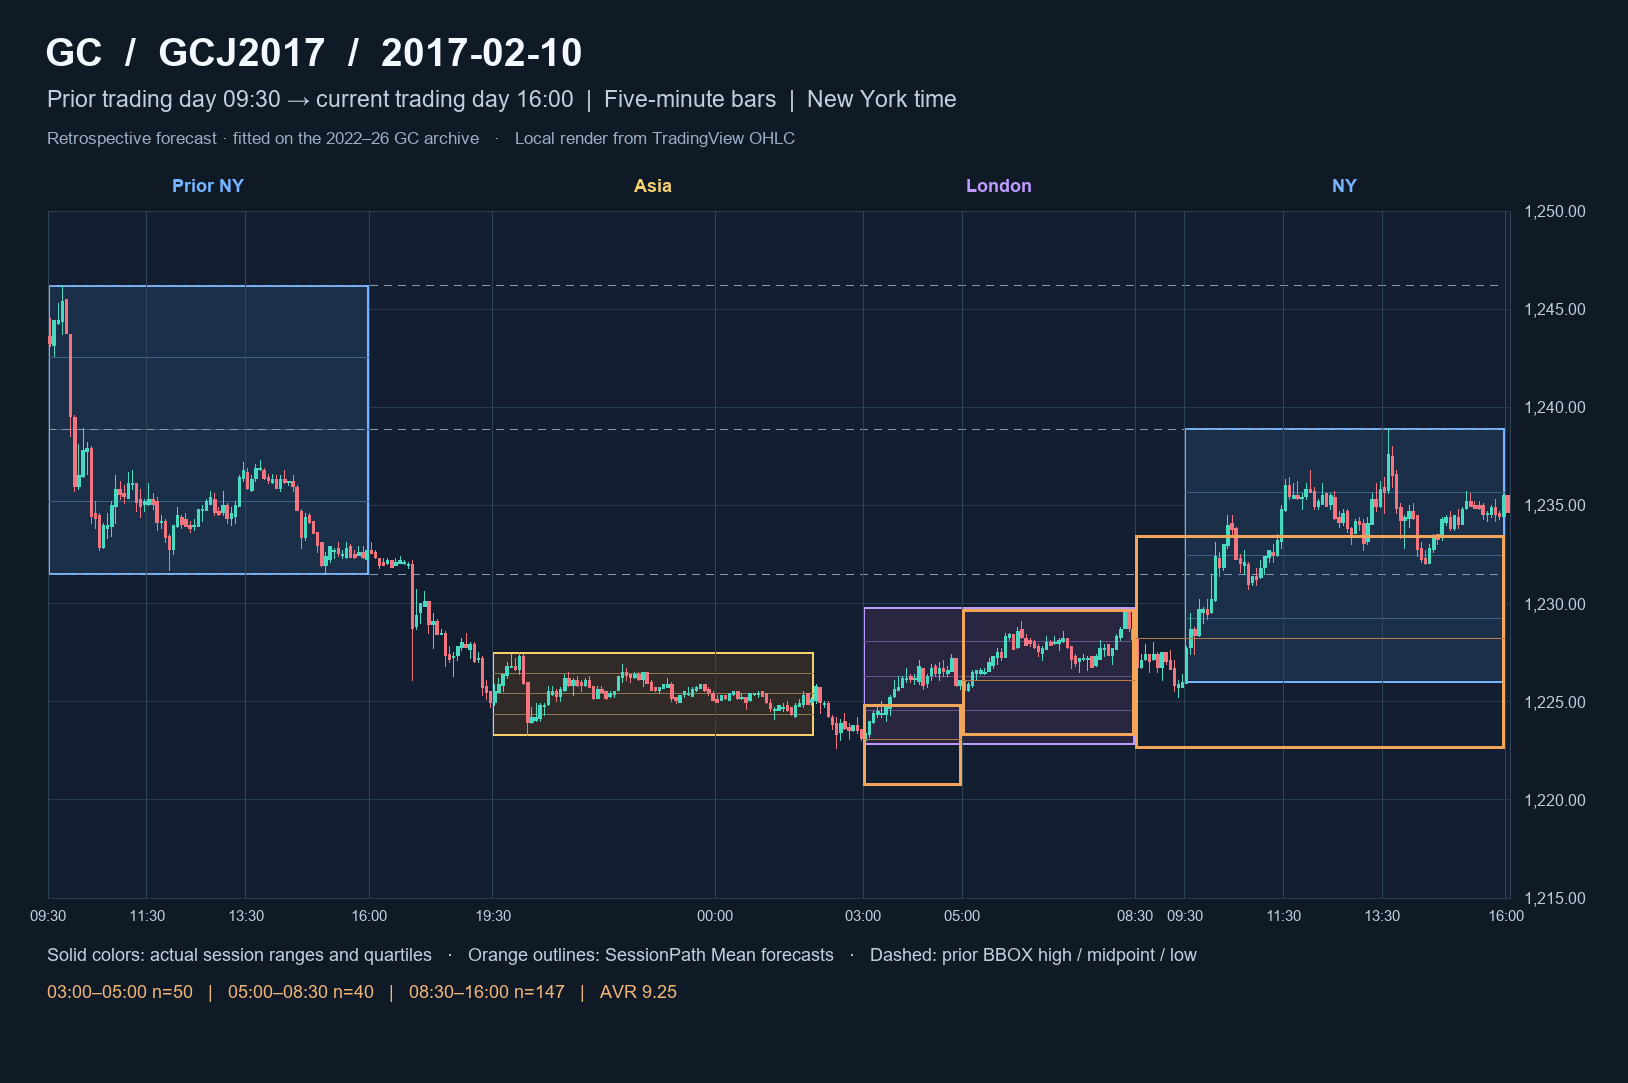 GC / GCJ2017 / 2017-02-10
Prior trading day 09:30 → current trading day 16:00 | Five-minute bars | New York time
Retrospective forecast · fitted on the 2022–26 GC archive · Local render from TradingView OHLC
Prior NY Asia London NY
1,250.00
1,245.00
1,240.00
1,235.00
1,230.00
1,225.00
1,220.00
1,215.00
09:30 11:30 13:30 16:00 19:30 00:00 03:00 05:00 08:30 09:30 11:30 13:30 16:00
Solid colors: actual session ranges and quartiles · Orange outlines: SessionPath Mean forecasts · Dashed: prior BBOX high / midpoint / low
03:00–05:00 n=50 | 05:00–08:30 n=40 | 08:30–16:00 n=147 | AVR 9.25